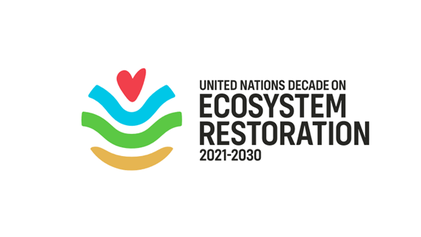 UNITED NATIONS DECADE ON
ECOSYSTEM
RESTORATION
2021-2030